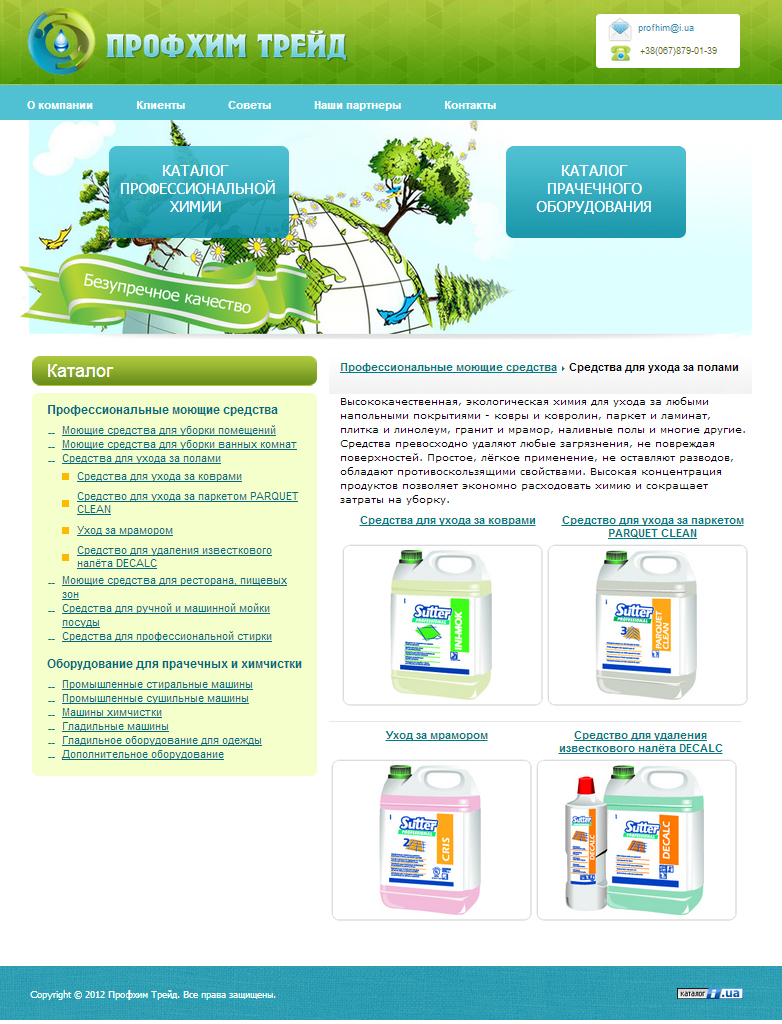 ПРОФХИМ ТРЕЙД
profhim@i.ua
+38(067)879-01-39
О компании
Клиенты
Советы
Наши партнеры
Контакты
КАТАЛОГ
ПРОФЕССИОНАЛЬНОЙ
ХИМИИ
КАТАЛОГ
ПРАЧЕЧНОГО
ОБОРУДОВАНИЯ
Безупречное качество
Каталог
Профессиональные моющие средства
Моющие средства для уборки помещений
Моющие средства для уборки ванных комнат
Средства для ухода за полами
Средства для ухода за коврами
Средство для ухода за паркетом PARQUET
CLEAN
Уход за мрамором
Средство для удаления известкового
налёта DECALC
Моющие средства для ресторана, пищевых
зон
Средства для ручной и машинной мойки
посуды
Средства для профессиональной стирки
Оборудование для прачечных и химчистки
Промышленные стиральные машины
Промышленные сушильные машины
Машины химчистки
Гладильные машины
Гладильное оборудование для одежды
Дополнительное оборудование
Профессиональные моющие средства Средства для ухода за полами
Высококачественная, экологическая химия для ухода за любыми
напольными покрытиями - ковры и ковролин, паркет и ламинат,
плитка и линолеум, гранит и мрамор, наливные полы и многие другие.
Средства превосходно удаляют любые загрязнения, не повреждая
поверхностей. Простое, лёгкое применение, не оставляют разводов,
обладают противоскользящими свойствами. Высокая концентрация
продуктов позволяет экономно расходовать химию и сокращает
затраты на уборку.
Средства для ухода за коврами
Средство для ухода за паркетом
PARQUET CLEAN
Sutter
PROFESSIONAL
INI-MOK
Sutter
PROFESSIONAL
3
PARQUET
CLEAN
Уход за мрамором
Средство для удаления
известкового налёта DECALC
Sutter
PROFESSIONAL
2
CRIS
Sutter
DECALC
Sutter
PROFESSIONAL
DECALC
Copyright © 2012 Профхим Трейд. Все права защищены.
каталог i .ua